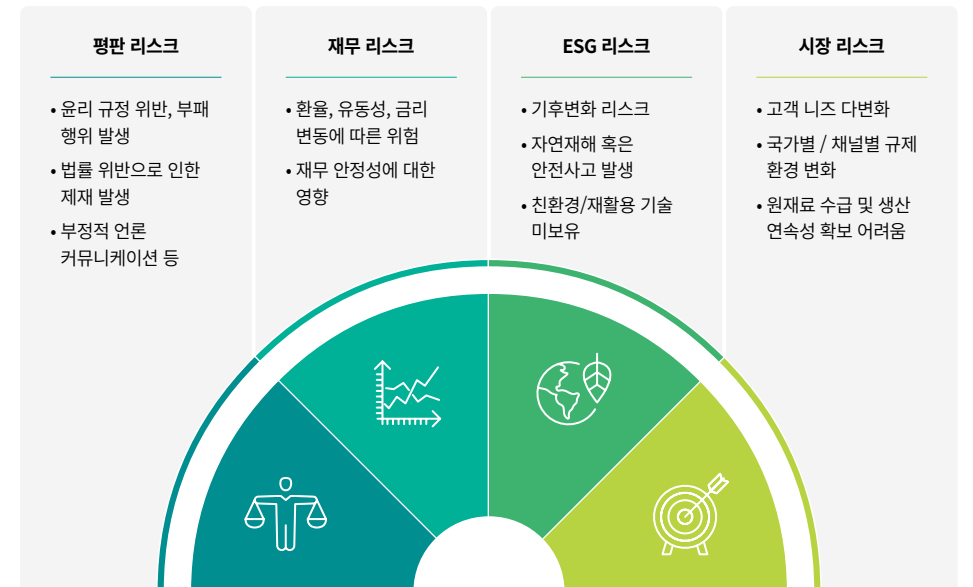 평판 리스크
• 윤리 규정 위반, 부패
행위 발생
• 법률 위반으로 인한
제재 발생
• 부정적 언론
커뮤니케이션 등
재무 리스크
• 환율, 유동성, 금리
변동에 따른 위험
• 재무 안정성에 대한
영향
ESG 리스크
• 기후변화 리스크
• 자연재해 혹은
안전사고 발생
• 친환경/재활용 기술
미보유
시장 리스크
• 고객 니즈 다변화
• 국가별 / 채널별 규제
환경 변화
• 원재료 수급 및 생산
연속성 확보 어려움